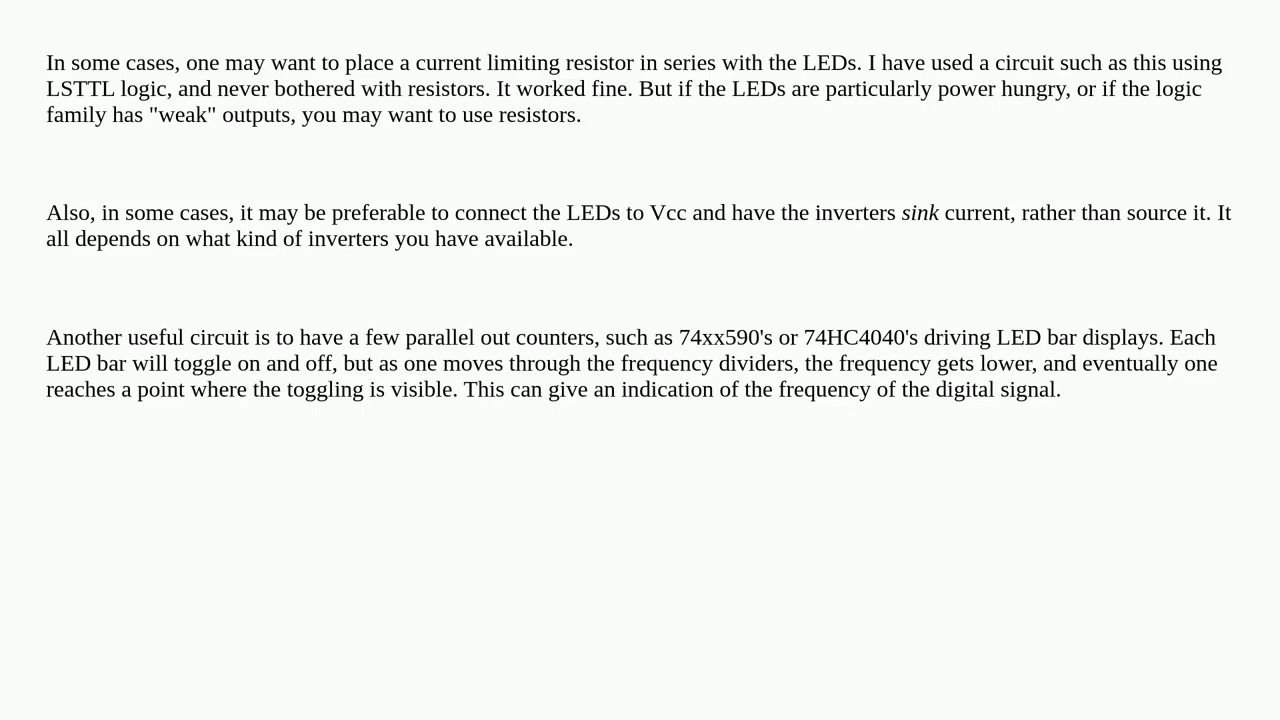 In some cases, one may want to place a current limiting resistor in series with the LEDs. I have used a circuit such as this using
LSTTL logic, and never bothered with resistors. It worked fine. But if the LEDs are particularly power hungry, or if the logic
family has "weak" outputs, you may want to use resistors.
Also, in some cases, it may be preferable to connect the LEDs to Vcc and have the inverters sink current, rather than source it. It
all depends on what kind of inverters you have available.
Another useful circuit is to have a few parallel out counters, such as 74xx590's or 74HC4040's driving LED bar displays. Each
LED bar will toggle on and off, but as one moves through the frequency dividers, the frequency gets lower, and eventually one
reaches a point where the toggling is visible. This can give an indication of the frequency of the digital signal.